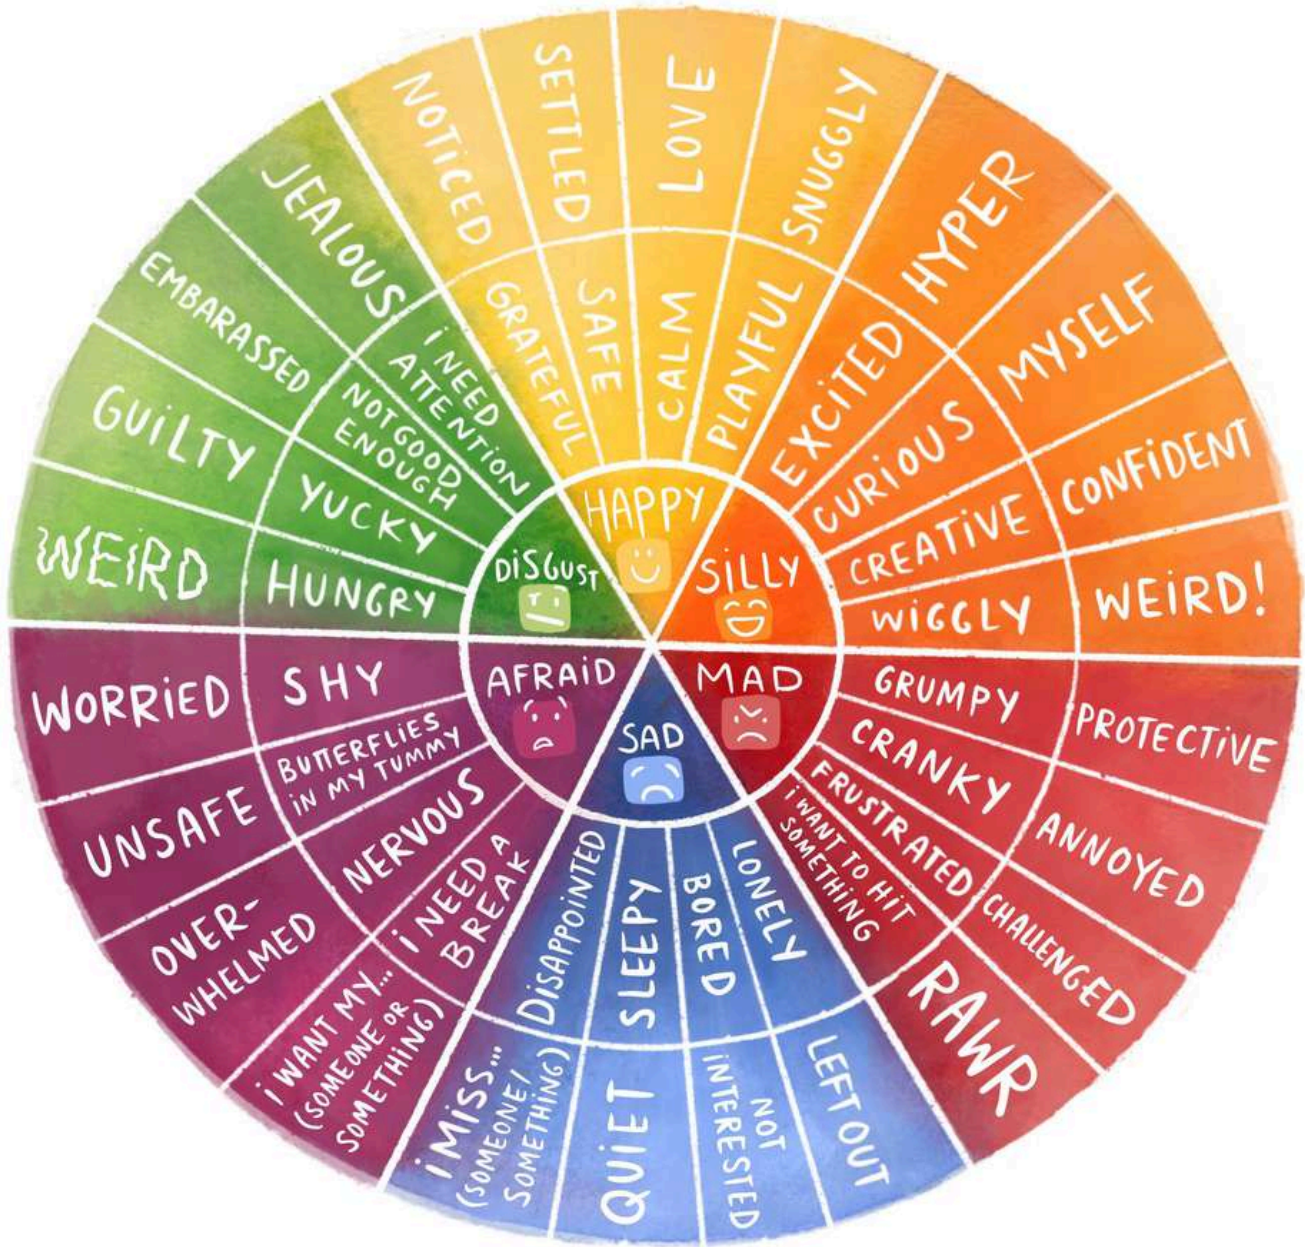 HAPPY
GRATEFUL
SAFE
CALM
PLAYFUL
NOTiCED
SETTLED
LOVE
SNUGGLY
SiLLY
EXCiTED
CURiOUS
CREATiVE
WiGGLY
HYPER
MYSELF
CONFiDENT
WEiRD!
MAD
GRUMPY
CRANKY
FRUSTRATED
i WANT TO HiT
SOMETHiNG
PROTECTiVE
ANNOYED
CHALLENGED
RAWR
SAD
LONELY
BORED
SLEEPY
DiSAPPOiNTED
LEFT OUT
NOT
iNTERESTED
QUiET
i MiSS...
(SOMEONE/
SOMETHiNG)
AFRAiD
i NEED A
BREAK
NERVOUS
BUTTERFLiES
iN MY TUMMY
SHY
i WANT MY...
(SOMEONE OR
SOMETHiNG)
OVER-
WHELMED
UNSAFE
WORRiED
DiSGUST
HUNGRY
YUCKY
NOT GOOD
ENOUGH
i NEED
ATTENTiON
WEiRD
GUiLTY
EMBARASSED
JEALOUS